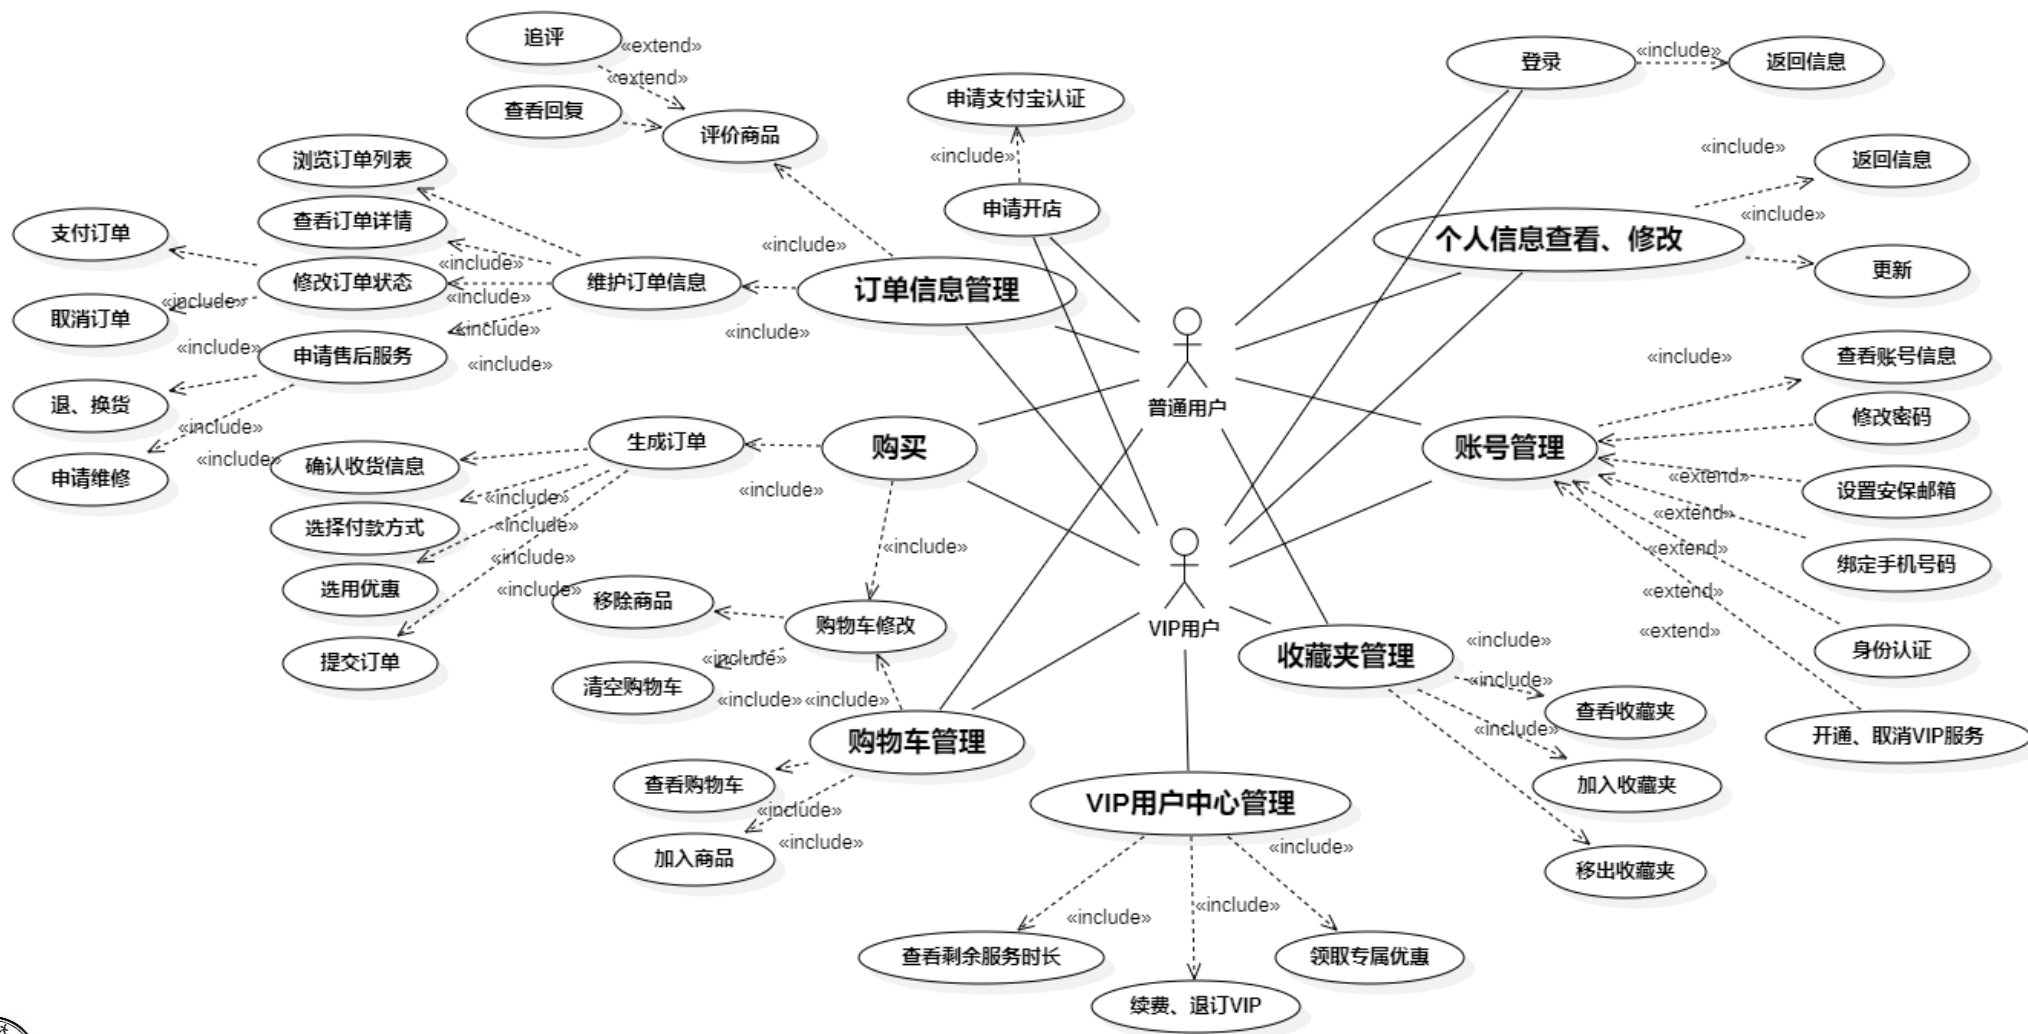 追评
«extend»
«extend»
查看回复
评价商品
申请支付宝认证
«include»
申请开店
登录
«include»
返回信息
«include»
返回信息
«include»
个人信息查看、修改
更新
浏览订单列表
查看订单详情
支付订单
修改订单状态
«include»
«include»
«include»
维护订单信息
«include»
订单信息管理
取消订单
«include»
«include»
«include»
«include»
申请售后服务
«include»
退、换货
«include»
申请维修
«include»
普通用户
«include»
查看账号信息
修改密码
账号管理
«extend»
设置安保邮箱
«extend»
«extend»
绑定手机号码
«extend»
«extend»
身份认证
开通、取消VIP服务
生成订单
购买
«include»
确认收货信息
«include»
选择付款方式
«include»
«include»
选用优惠
«include»
提交订单
«include»
移除商品
购物车修改
«include»
清空购物车
«include»
«include»
购物车管理
查看购物车
«include»
加入商品
«include»
VIP用户
收藏夹管理
«include»
«include»
查看收藏夹
«include»
加入收藏夹
移出收藏夹
VIP用户中心管理
«include»
«include»
«include»
查看剩余服务时长
续费、退订VIP
领取专属优惠